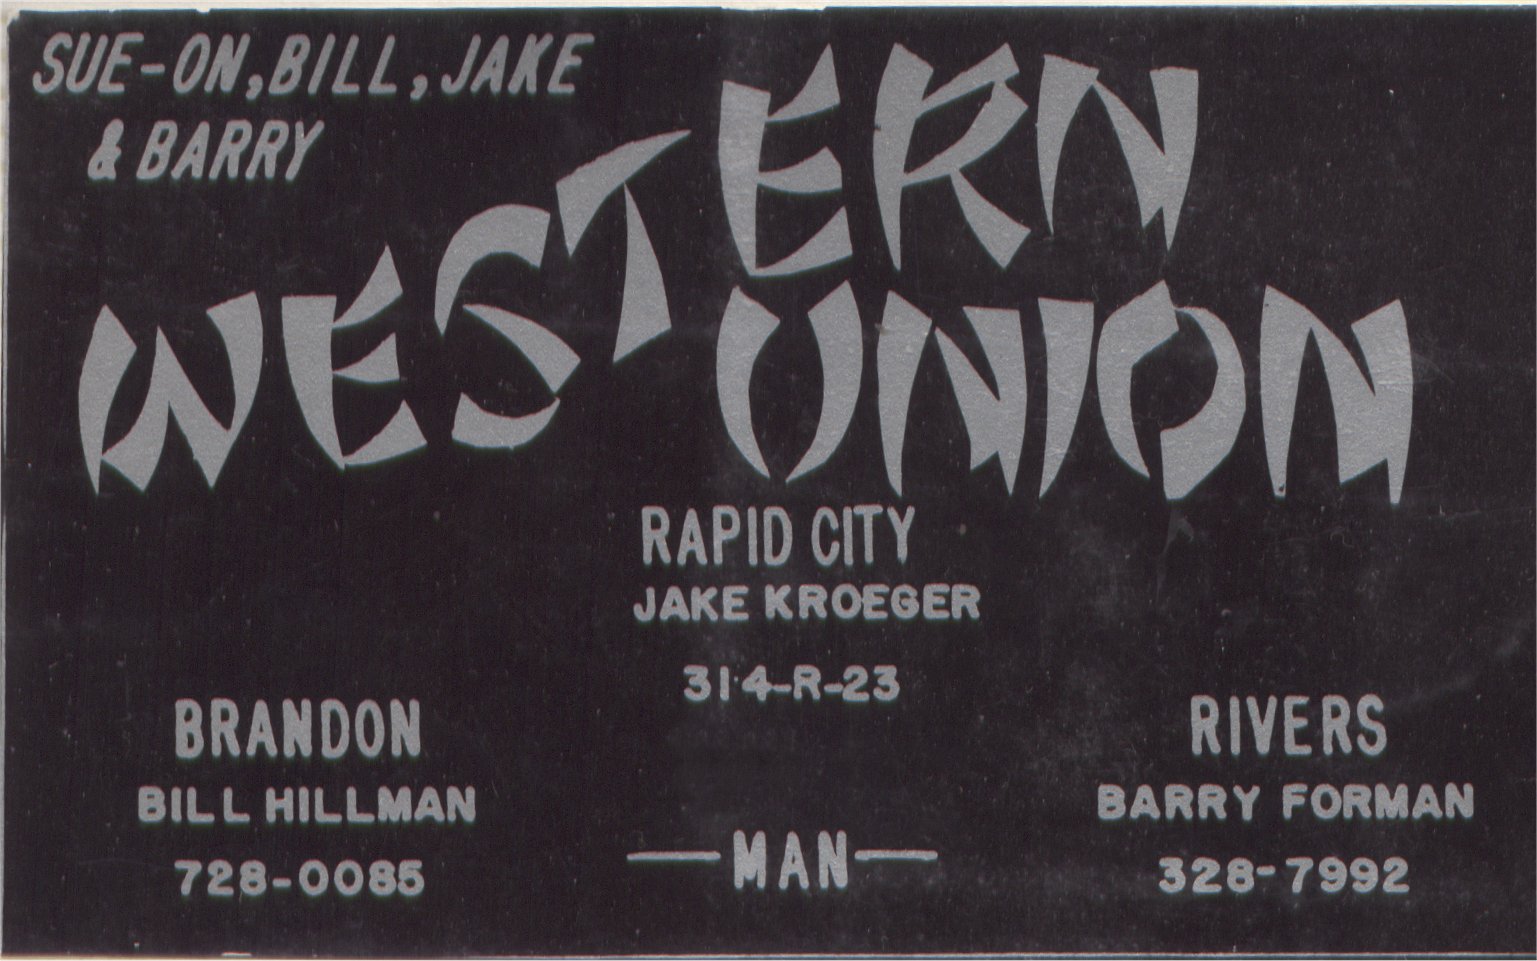 SUE-ON, BILL, JAKE
& BARRY
WESTERN
UNION
RAPID CITY
JAKE KROEGER
314-R-23
BRANDON
BILL HILLMAN
728-0085
RIVERS
BARRY FORMAN
328-7992
— MAN —